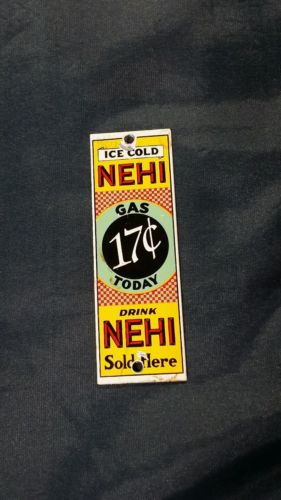 ICE COLD
NEHI
GAS
17¢
TODAY
DRINK
NEHI
Sold Here